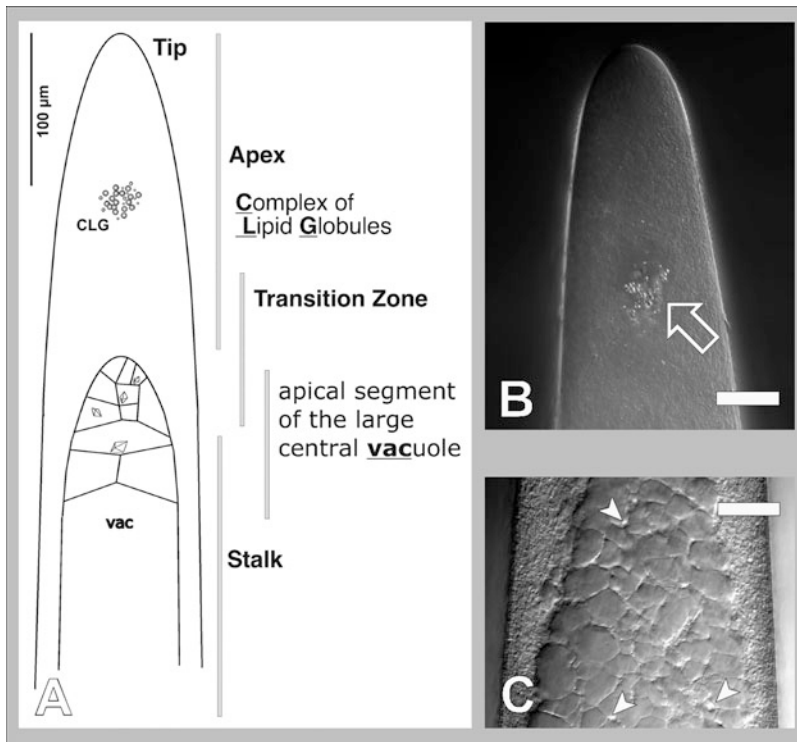 Tip
100 µm
Apex
CLG
Complex of
Lipid Globules
Transition Zone
apical segment
of the large
central vacuole
vac
Stalk
A
B
C